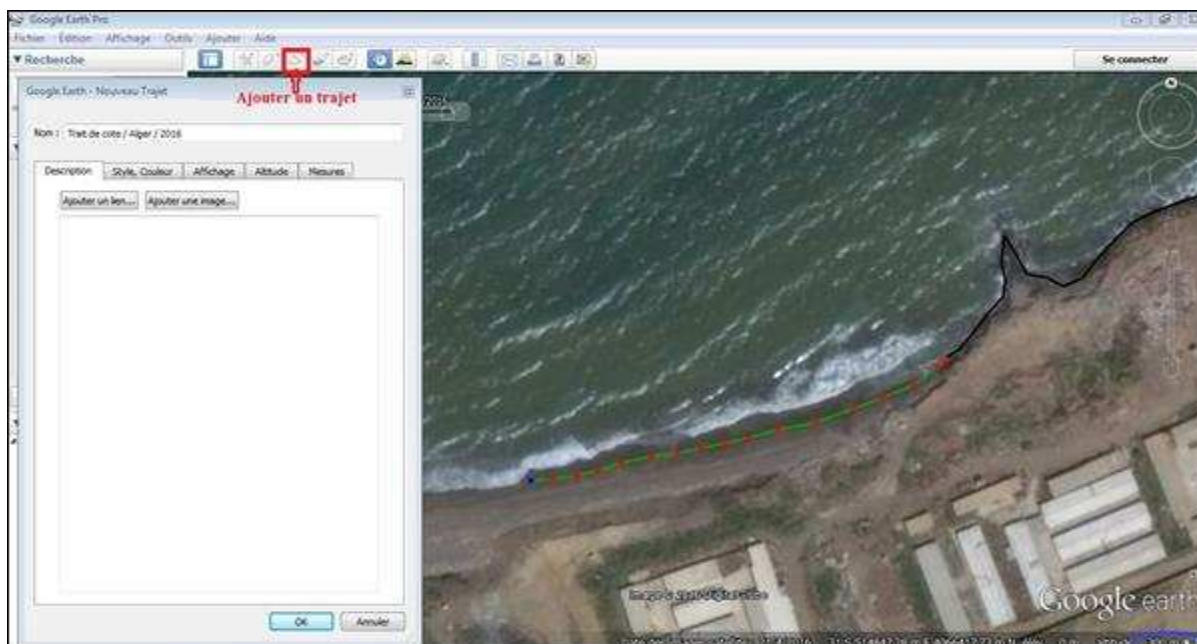 Google Earth Pro
Fichier Édition Affichage Outils Ajouter Aide
▼ Recherche
Se connecter
Google Earth - Nouveau Trajet
Ajouter un trajet
Nom : Trait de cote / Alger / 2016
Description Style, Couleur Affichage Altitude Mesures
Ajouter un lien... Ajouter une image...
Google earth
OK Annuler